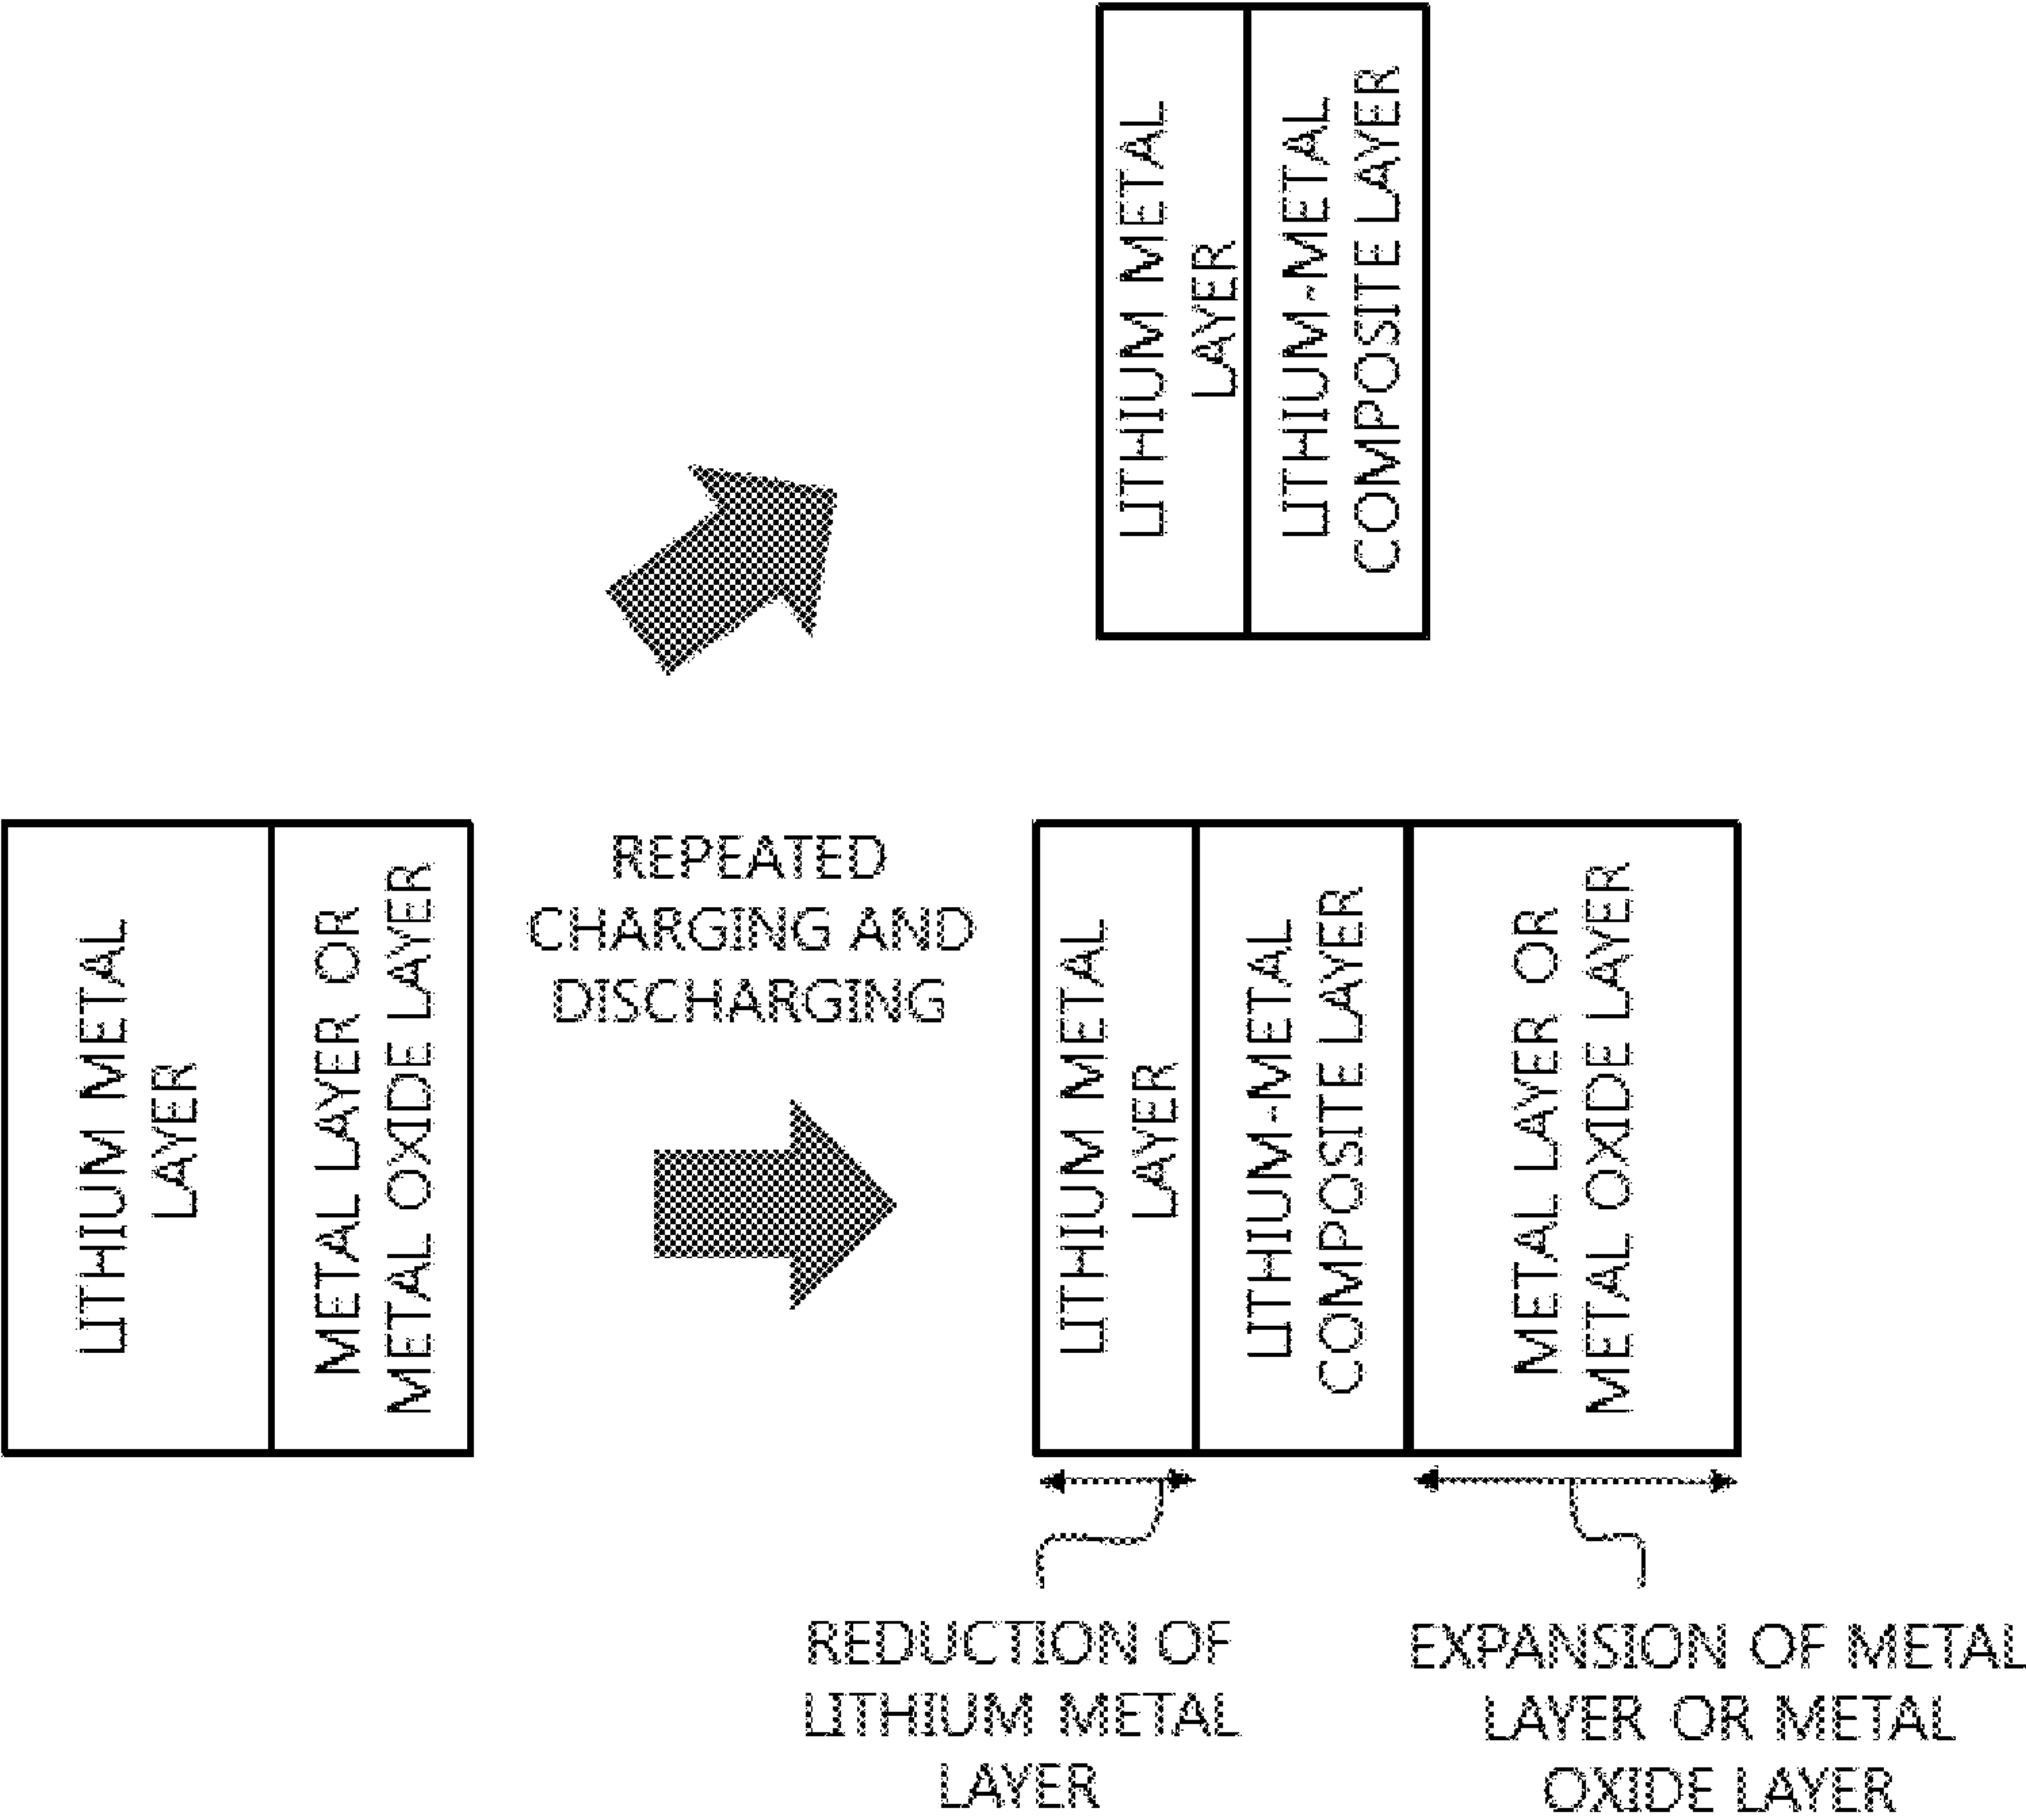 LITHIUM METAL
LAYER
LITHIUM-METAL
COMPOSITE LAYER
LITHIUM METAL
LAYER
METAL LAYER OR
METAL OXIDE LAYER
REPEATED
CHARGING AND
DISCHARGING
LITHIUM METAL
LAYER
LITHIUM-METAL
COMPOSITE LAYER
METAL LAYER OR
METAL OXIDE LAYER
REDUCTION OF
LITHIUM METAL
LAYER
EXPANSION OF METAL
LAYER OR METAL
OXIDE LAYER